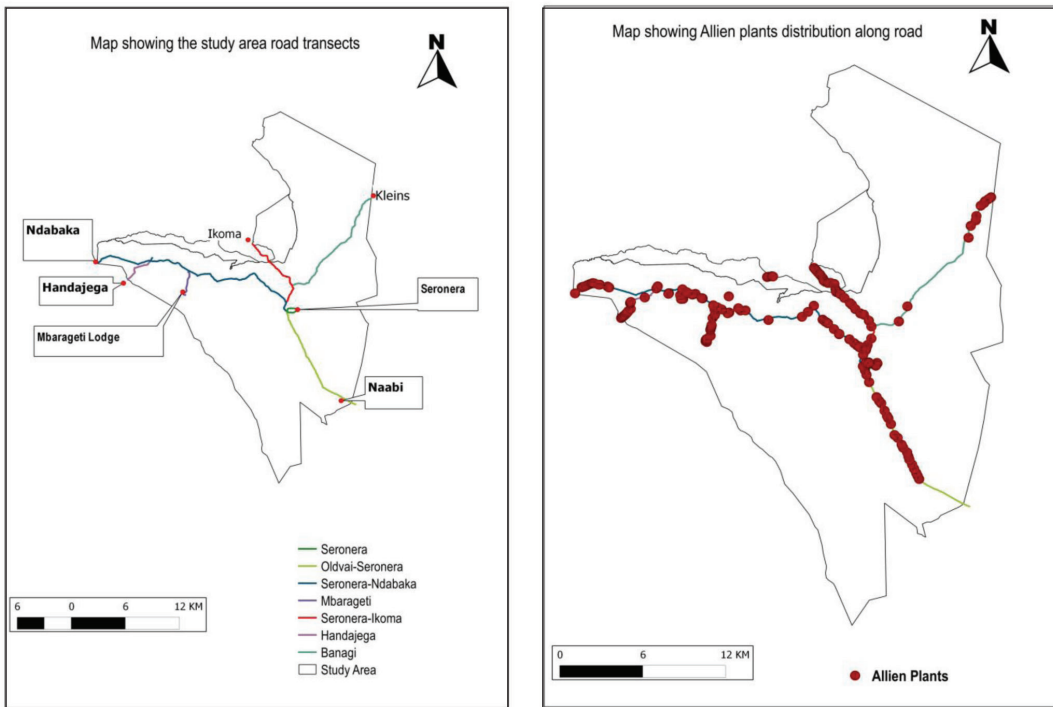 Map showing the study area road transects
N
Kleins
Ndabaka
Ikoma
Handajega
Seronera
Mbarageti Lodge
Naabi
Seronera
Oldvai-Seronera
Seronera-Ndabaka
Mbarageti
Seronera-Ikoma
Handajega
Banagi
Study Area
6 0 6 12 KM
Map showing Allien plants distribution along road
N
0 6 12 KM
Allien Plants